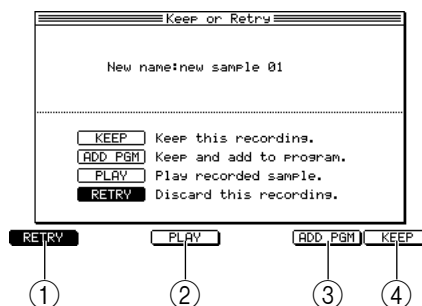 Keep or Retry
New name:new sample 01
KEEP Keep this recording.
ADD PGM Keep and add to program.
PLAY Play recorded sample.
RETRY Discard this recording.
RETRY PLAY ADD PGM KEEP
① ② ③ ④